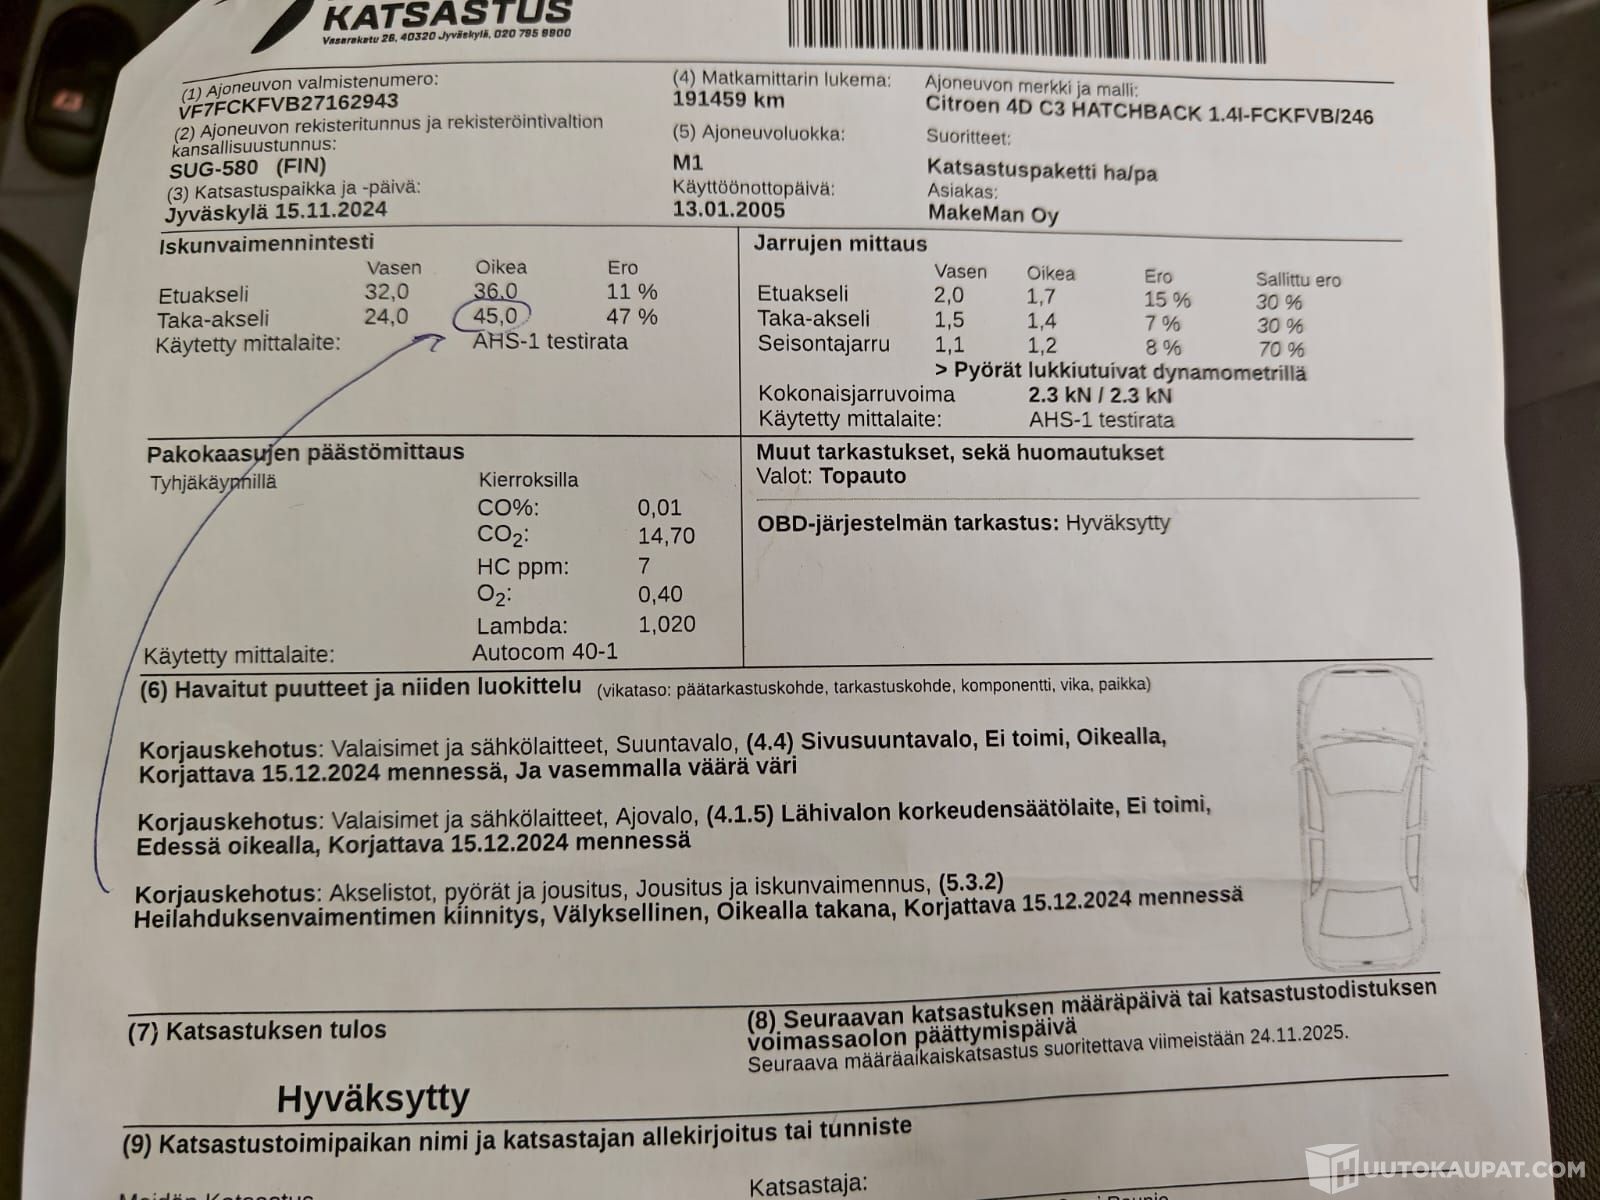 KATSASTUS
Vasarakatu 28, 40320 Jyväskylä, 020 795 9800
(1) Ajoneuvon valmistenumero:
VF7FCKFVB27162943
(2) Ajoneuvon rekisteritunnus ja rekisteröintivaltion
kansallisuustunnus:
SUG-580 (FIN)
(3) Katsastuspaikka ja -päivä:
Jyväskylä 15.11.2024
(4) Matkamittarin lukema:
191459 km
(5) Ajoneuvoluokka:
M1
Käyttöönottopäivä:
13.01.2005
Ajoneuvon merkki ja malli:
Citroen 4D C3 HATCHBACK 1.4I-FCKFVB/246
Suoritteet:
Katsastuspaketti ha/pa
Asiakas:
MakeMan Oy
Iskunvaimennintesti
Vasen Oikea Ero
Etuakseli 32,0 36,0 11 %
Taka-akseli 24,0 45,0 47 %
Käytetty mittalaite: AHS-1 testirata
Jarrujen mittaus
Vasen Oikea Ero Sallittu ero
Etuakseli 2,0 1,7 15 % 30 %
Taka-akseli 1,5 1,4 7 % 30 %
Seisontajarru 1,1 1,2 8 % 70 %
> Pyörät lukkiutuivat dynamometrillä
Kokonaisjarruvoima 2.3 kN / 2.3 kN
Käytetty mittalaite: AHS-1 testirata
Pakokaasujen päästömittaus
Tyhjäkäynnillä Kierroksilla
CO%: 0,01
CO2: 14,70
HC ppm: 7
O2: 0,40
Lambda: 1,020
Käytetty mittalaite: Autocom 40-1
Muut tarkastukset, sekä huomautukset
Valot: Topauto
OBD-järjestelmän tarkastus: Hyväksytty
(6) Havaitut puutteet ja niiden luokittelu (vikataso: päätarkastuskohde, tarkastuskohde, komponentti, vika, paikka)
Korjauskehotus: Valaisimet ja sähkölaitteet, Suuntavalo, (4.4) Sivusuuntavalo, Ei toimi, Oikealla,
Korjattava 15.12.2024 mennessä, Ja vasemmalla väärä väri
Korjauskehotus: Valaisimet ja sähkölaitteet, Ajovalo, (4.1.5) Lähivalon korkeudensäätölaite, Ei toimi,
Edessä oikealla, Korjattava 15.12.2024 mennessä
Korjauskehotus: Akselistot, pyörät ja jousitus, Jousitus ja iskunvaimennus, (5.3.2)
Heilahduksenvaimentimen kiinnitys, Välyksellinen, Oikealla takana, Korjattava 15.12.2024 mennessä
(7) Katsastuksen tulos
Hyväksytty
(8) Seuraavan katsastuksen määräpäivä tai katsastustodistuksen
voimassaolon päättymispäivä
Seuraava määräaikaiskatsastus suoritettava viimeistään 24.11.2025.
(9) Katsastustoimipaikan nimi ja katsastajan allekirjoitus tai tunniste
Katsastaja:
HUUTOKAUPAT.COM